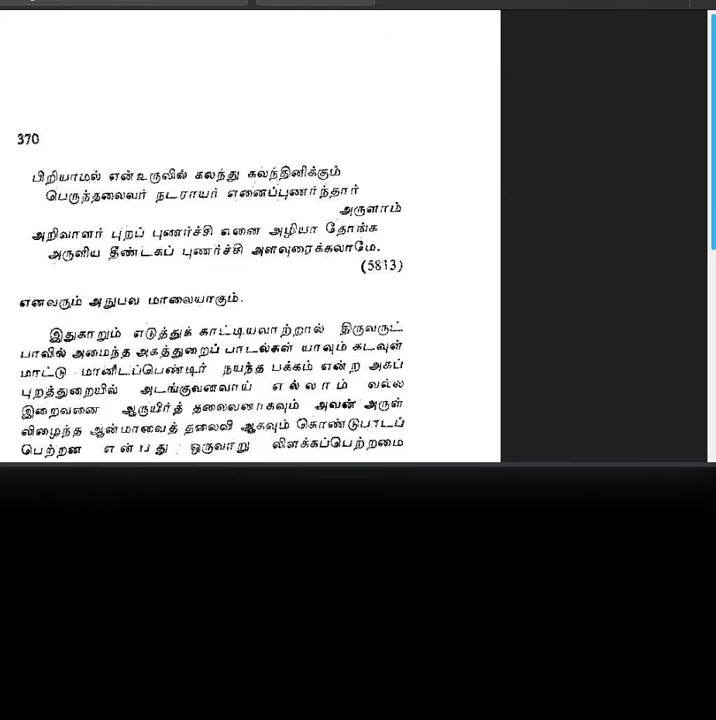 370
பிறியாமல் என்உருவில் கலந்து கலந்தினிக்கும்
பெருந்தலைவர் நடராயர் எனைப்புணர்ந்தார்
அருளாம்
அறிவாளர் புறப் புணர்ச்சி எனை அழியா தோங்க
அருளிய தீண்டகப் புணர்ச்சி அளவுரைக்கலாமே.
(5813)
எனவரும் அநுபவ மாலையாகும்.
இதுகாறும் எடுத்துக் காட்டியவாற்றால் திருவருட்
பாவில் அமைந்த அகத்துறைப் பாடல்கள் யாவும் கடவுள்
மாட்டு மானிடப்பெண்டிர் நயந்த பக்கம் என்ற அகப்
புறத்துறையில் அடங்குவனவாய் எல்லாம் வல்ல
இறைவனை ஆருயிர்த் தலைவனாகவும் அவன் அருள்
விழைந்த ஆன்மாவைத் தலைவி ஆகவும் கொண்டுபாடப்
பெற்றன என்பது ஒருவாறு விளக்கப்பெற்றமை